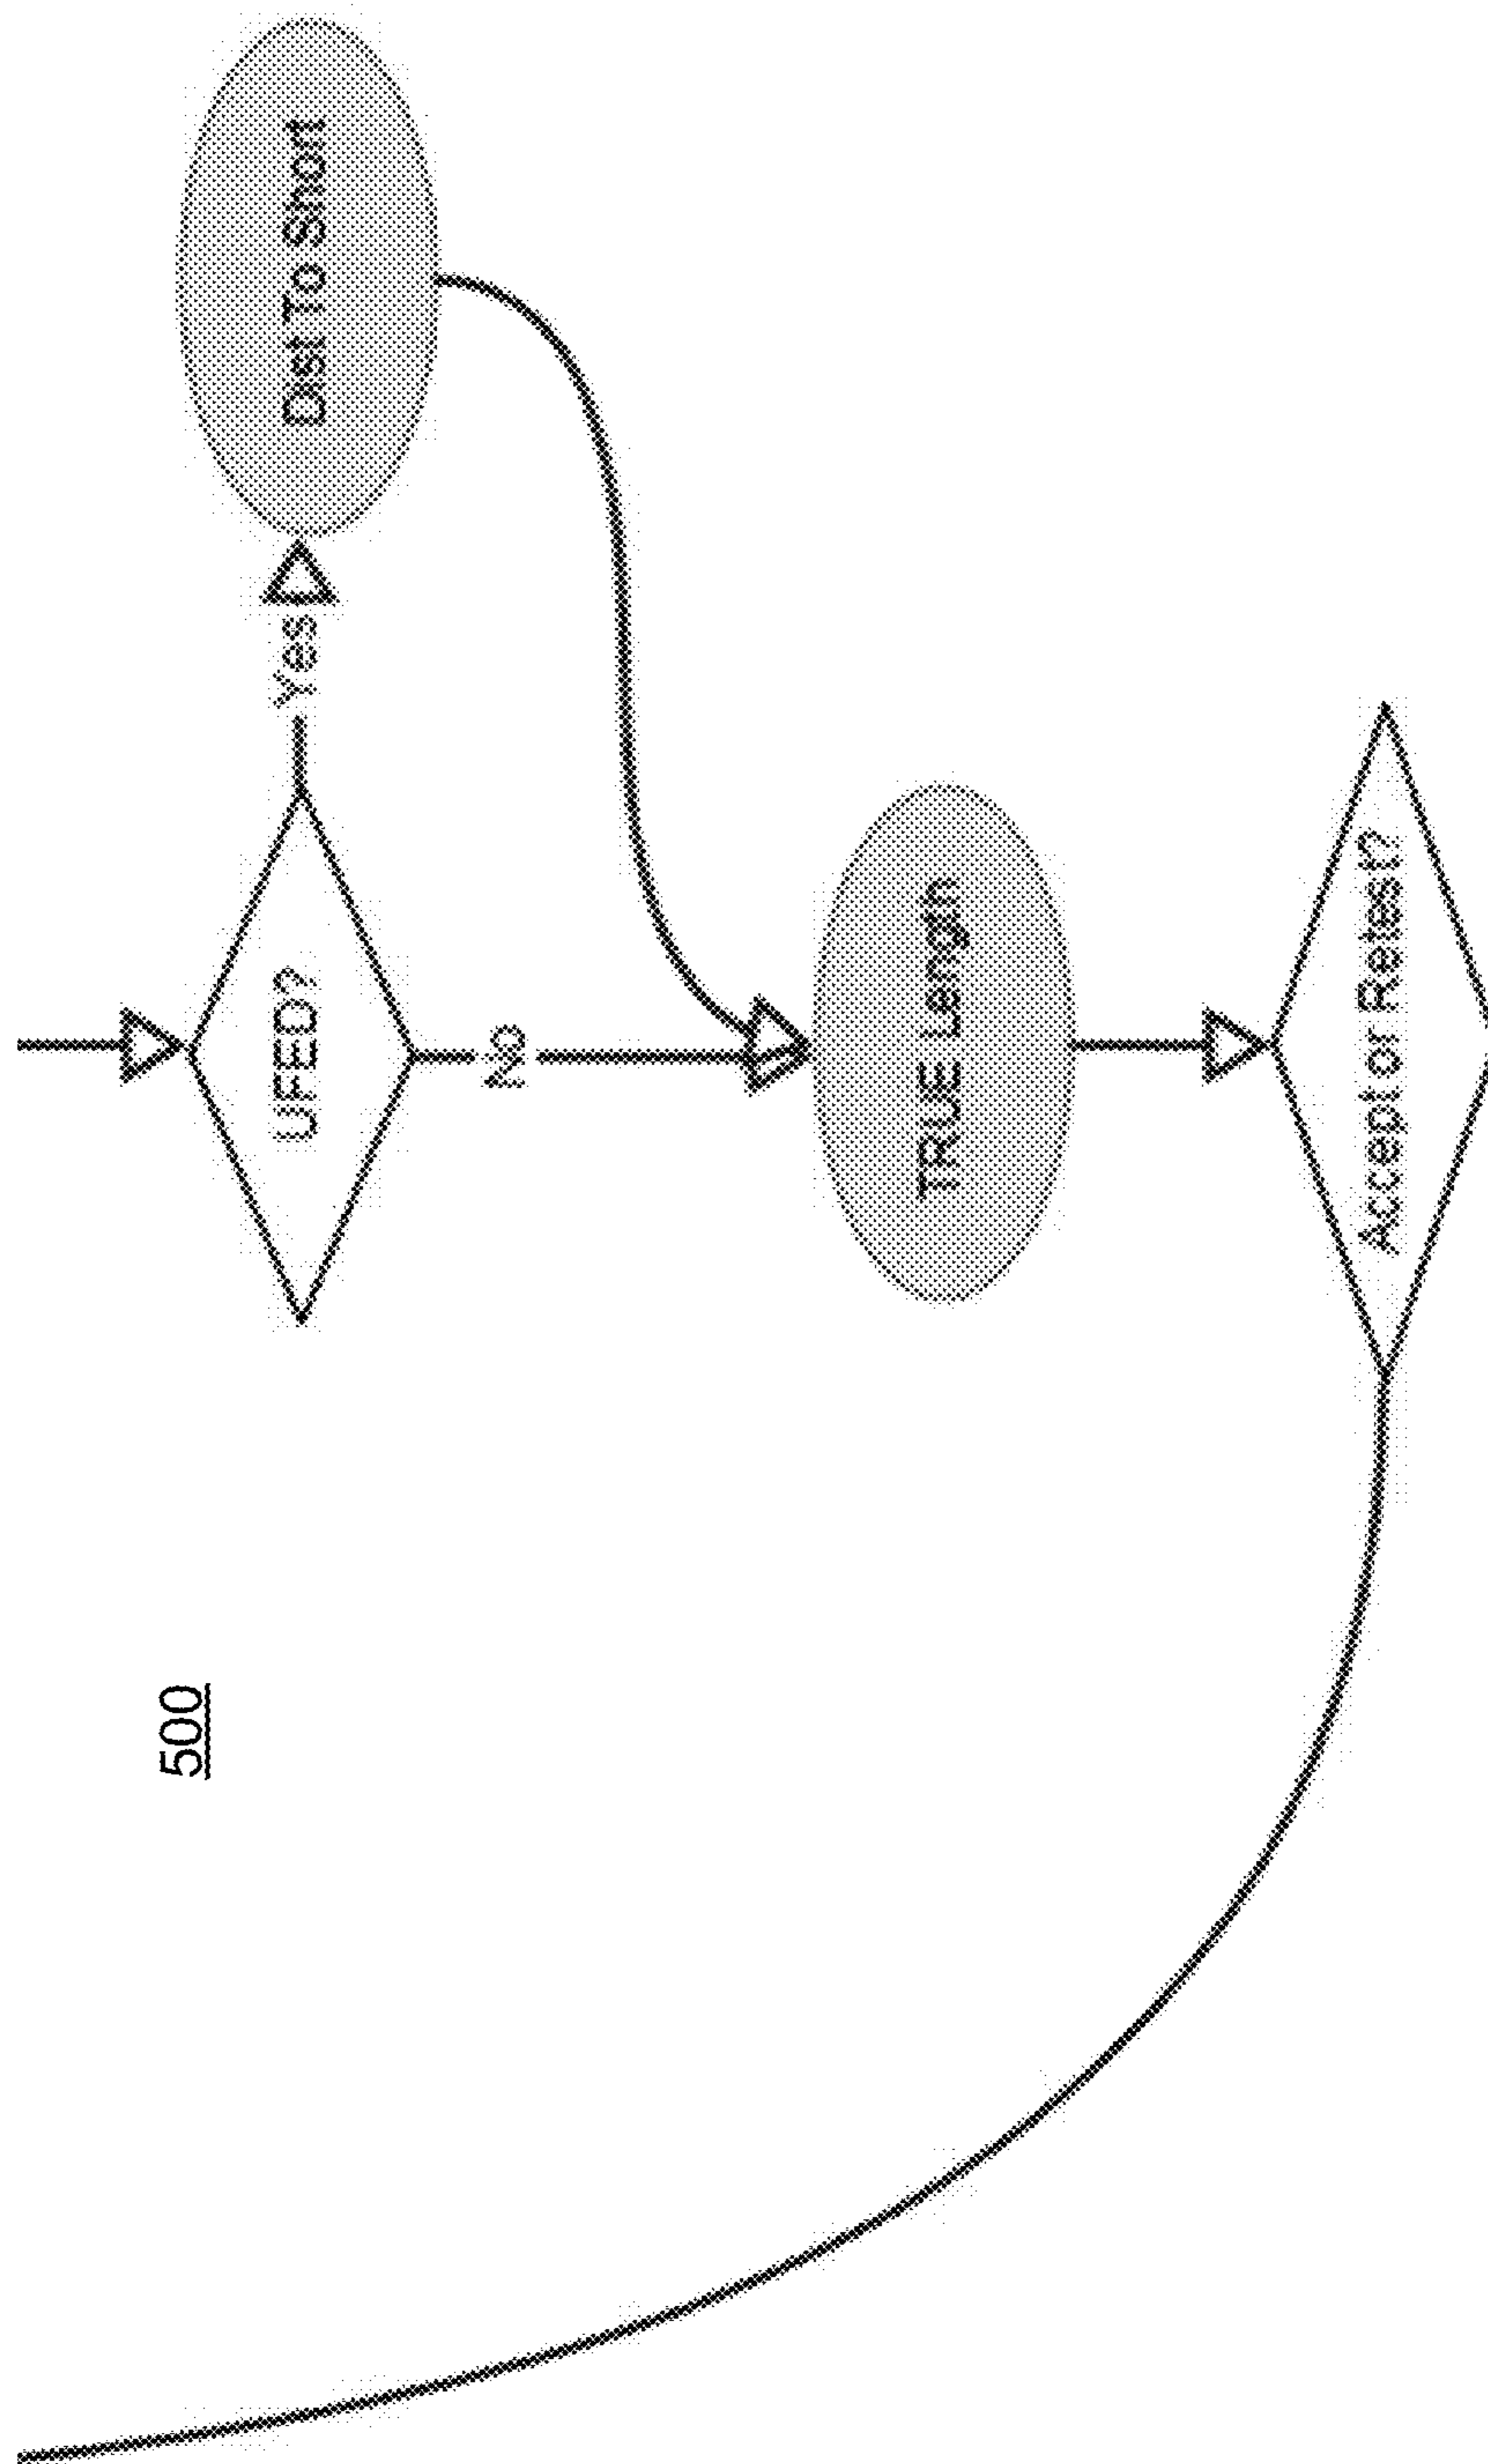 500
UFED?
Yes
Dist To Short
No
TRUE Length
Accept or Retest?